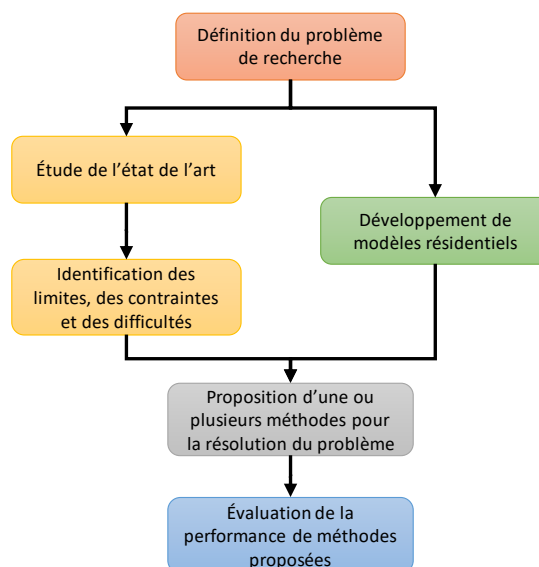 Définition du problème
de recherche
Étude de l'état de l'art
Développement de
modèles résidentiels
Identification des
limites, des contraintes
et des difficultés
Proposition d'une ou
plusieurs méthodes pour
la résolution du problème
Évaluation de la
performance de méthodes
proposées